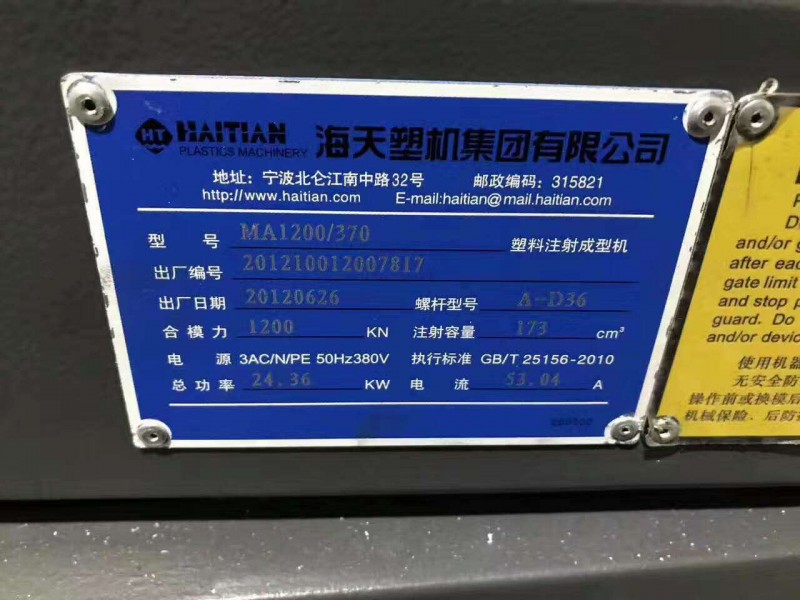 HT HAITIAN 海天塑机集团有限公司
PLASTICS MACHINERY
地址：宁波北仑江南中路32号 邮政编码：315821
http://www.haitian.com E-mail:haitian@mail.haitian.com
型 号 MA1200/370 塑料注射成型机
出厂编号 201210012007817
出厂日期 20120626 螺杆型号 A-D36
合模力 1200 KN 注射容量 173 cm³
电 源 3AC/N/PE 50Hz380V 执行标准 GB/T 25156-2010
总功率 24.36 KW 电 流 53.04 A
and/or
after
gate limit
and stop
guard. Do
and/or
使用机器
无安全防
操作前或换模后
机械保险、后防